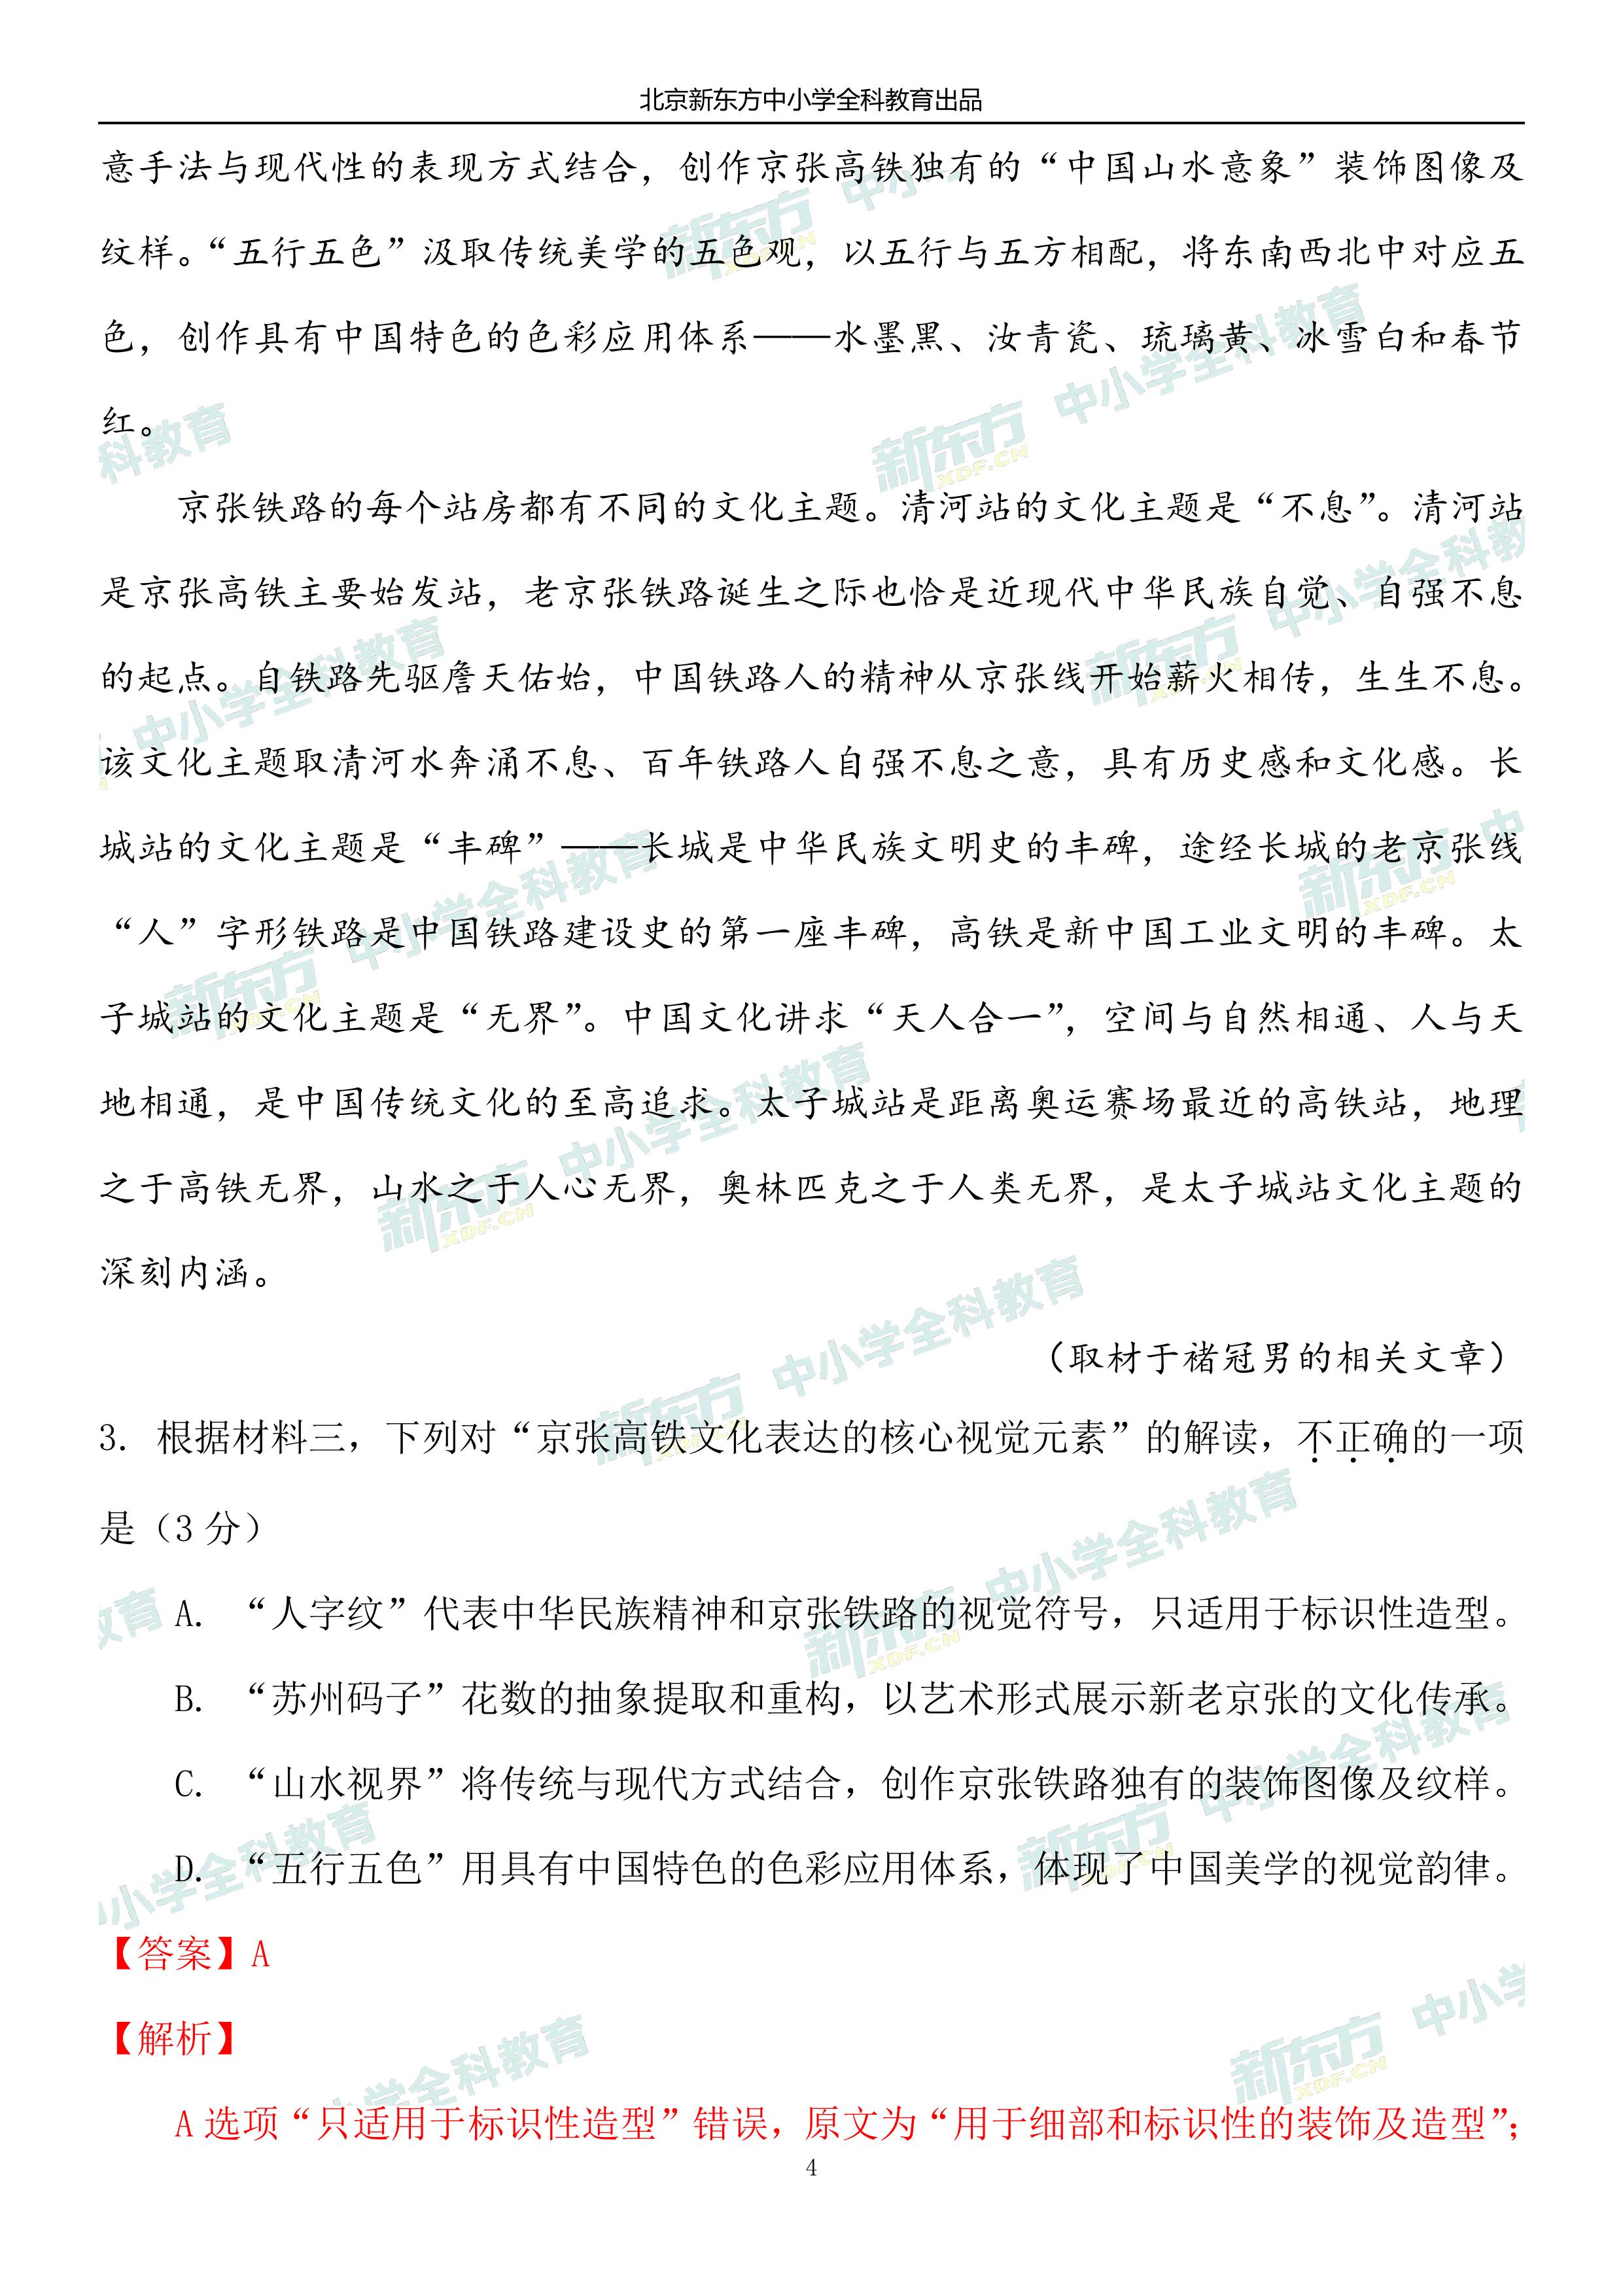 北京新东方中小学全科教育出品
意手法与现代性的表现方式结合，创作京张高铁独有的“中国山水意象”装饰图像及
纹样。“五行五色”汲取传统美学的五色观，以五行与五方相配，将东南西北中对应五
色，创作具有中国特色的色彩应用体系——水墨黑、汝青瓷、琉璃黄、冰雪白和春节
红。
京张铁路的每个站房都有不同的文化主题。清河站的文化主题是“不息”。清河站
是京张高铁主要始发站，老京张铁路诞生之际也恰是近现代中华民族自觉、自强不息
的起点。自铁路先驱詹天佑始，中国铁路人的精神从京张线开始薪火相传，生生不息。
该文化主题取清河水奔涌不息、百年铁路人自强不息之意，具有历史感和文化感。长
城站的文化主题是“丰碑”——长城是中华民族文明史的丰碑，途经长城的老京张线
“人”字形铁路是中国铁路建设史的第一座丰碑，高铁是新中国工业文明的丰碑。太
子城站的文化主题是“无界”。中国文化讲求“天人合一”，空间与自然相通、人与天
地相通，是中国传统文化的至高追求。太子城站是距离奥运赛场最近的高铁站，地理
之于高铁无界，山水之于人心无界，奥林匹克之于人类无界，是太子城站文化主题的
深刻内涵。
（取材于褚冠男的相关文章）
3. 根据材料三，下列对“京张高铁文化表达的核心视觉元素”的解读，不正确的一项
是（3 分）
A. “人字纹”代表中华民族精神和京张铁路的视觉符号，只适用于标识性造型。
B. “苏州码子”花数的抽象提取和重构，以艺术形式展示新老京张的文化传承。
C. “山水视界”将传统与现代方式结合，创作京张铁路独有的装饰图像及纹样。
D. “五行五色”用具有中国特色的色彩应用体系，体现了中国美学的视觉韵律。
【答案】A
【解析】
A 选项“只适用于标识性造型”错误，原文为“用于细部和标识性的装饰及造型”；
4